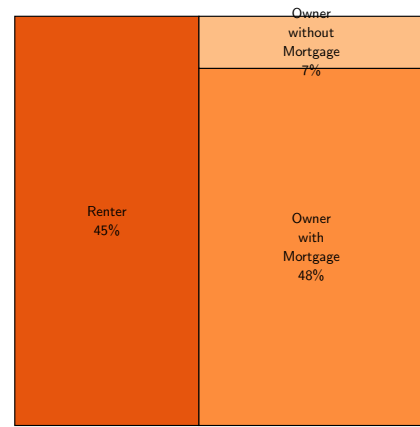 Owner
without
Mortgage
7%
Renter
45%
Owner
with
Mortgage
48%